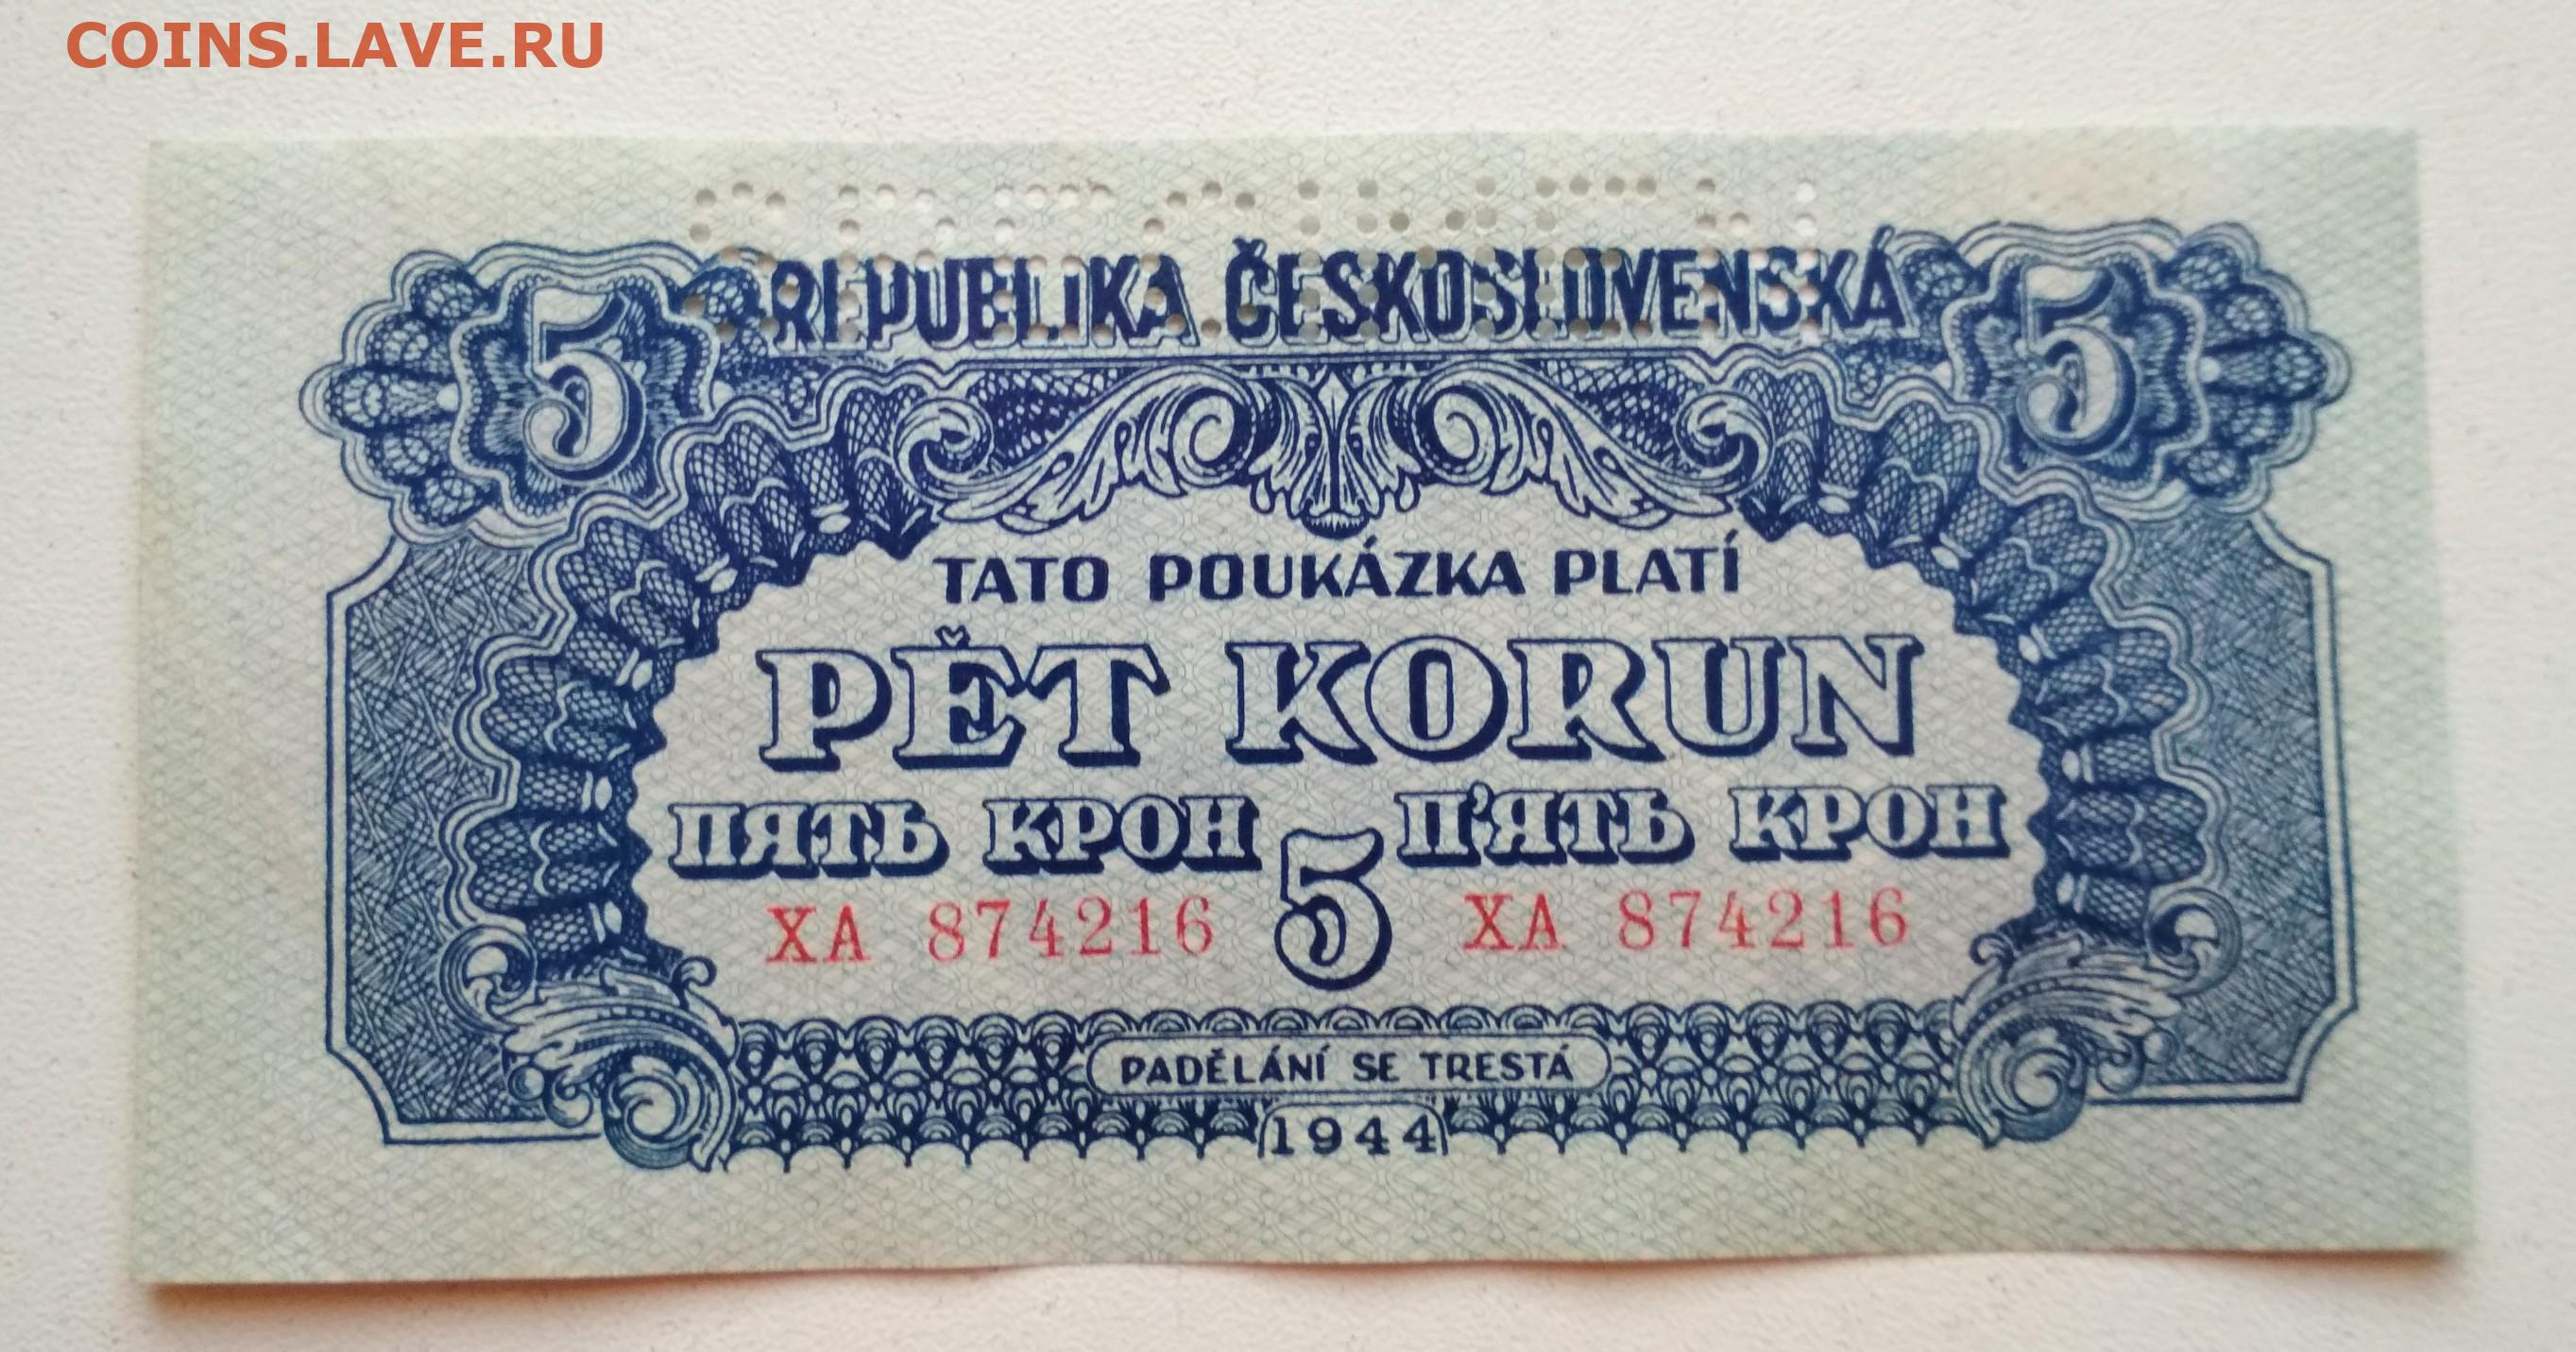 COINS.LAVE.RU
SPECIMEN
5 REPUBLIKA ČESKOSLOVENSKÁ 5
TATO POUKÁZKA PLATÍ
PĚT KORUN
ПЯТЬ КРОН 5 П'ЯТЬ КРОН
XA 874216 XA 874216
PADĚLÁNÍ SE TRESTÁ
1944